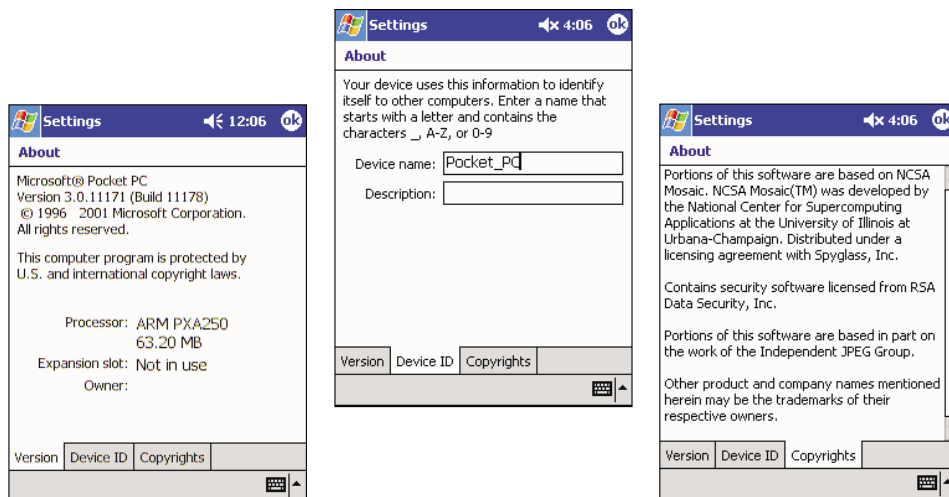 Settings 12:06 ok
About
Microsoft® Pocket PC
Version 3.0.11171 (Build 11178)
© 1996 2001 Microsoft Corporation.
All rights reserved.
This computer program is protected by
U.S. and international copyright laws.
Processor: ARM PXA250
63.20 MB
Expansion slot: Not in use
Owner:
Version Device ID Copyrights
Settings 4:06 ok
About
Your device uses this information to identify
itself to other computers. Enter a name that
starts with a letter and contains the
characters _, A-Z, or 0-9
Device name: Pocket_PC
Description:
Version Device ID Copyrights
Settings 4:06 ok
About
Portions of this software are based on NCSA
Mosaic. NCSA Mosaic(TM) was developed by
the National Center for Supercomputing
Applications at the University of Illinois at
Urbana-Champaign. Distributed under a
licensing agreement with Spyglass, Inc.
Contains security software licensed from RSA
Data Security, Inc.
Portions of this software are based in part on
the work of the Independent JPEG Group.
Other product and company names mentioned
herein may be the trademarks of their
respective owners.
Version Device ID Copyrights